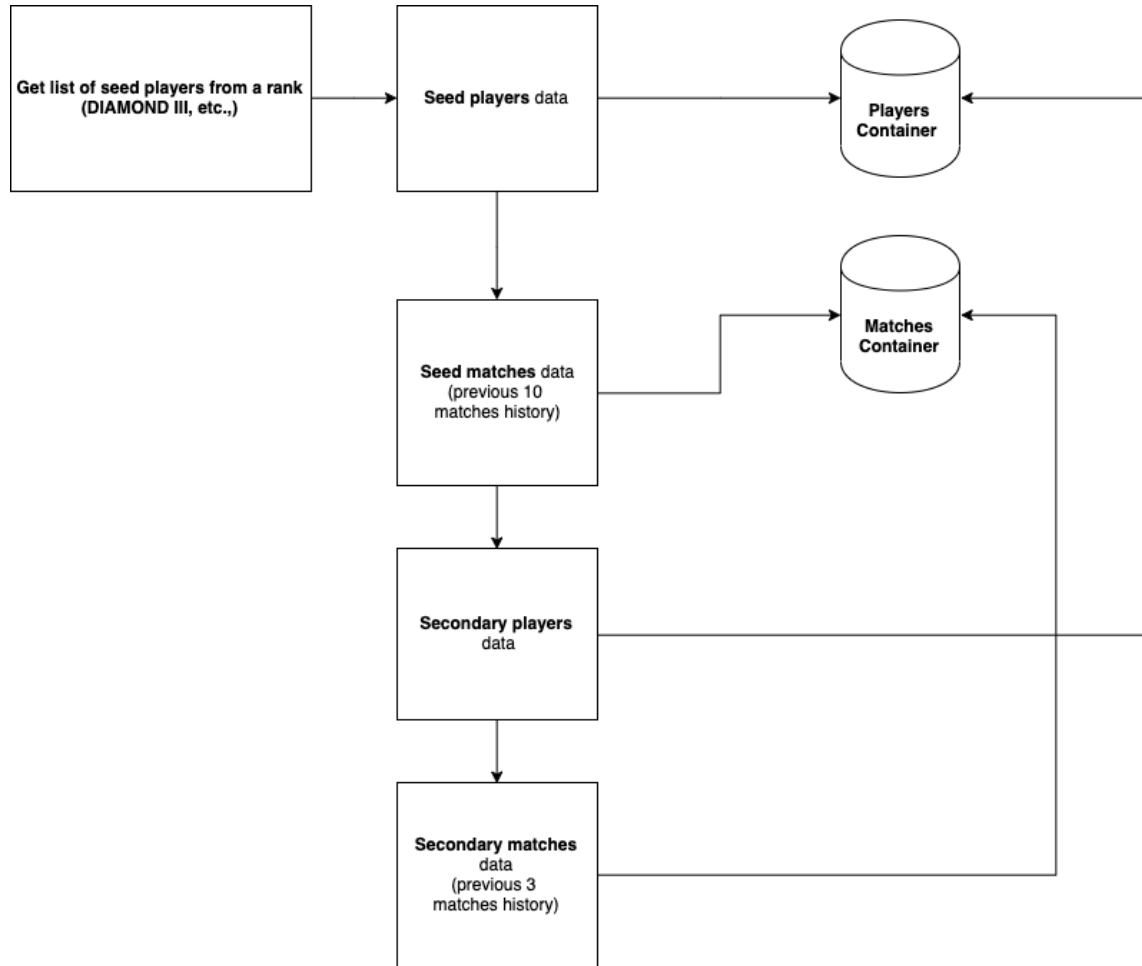 Get list of seed players from a rank
(DIAMOND III, etc.,)
Seed players data
Players
Container
Matches
Container
Seed matches data
(previous 10
matches history)
Secondary players
data
Secondary matches
data
(previous 3
matches history)